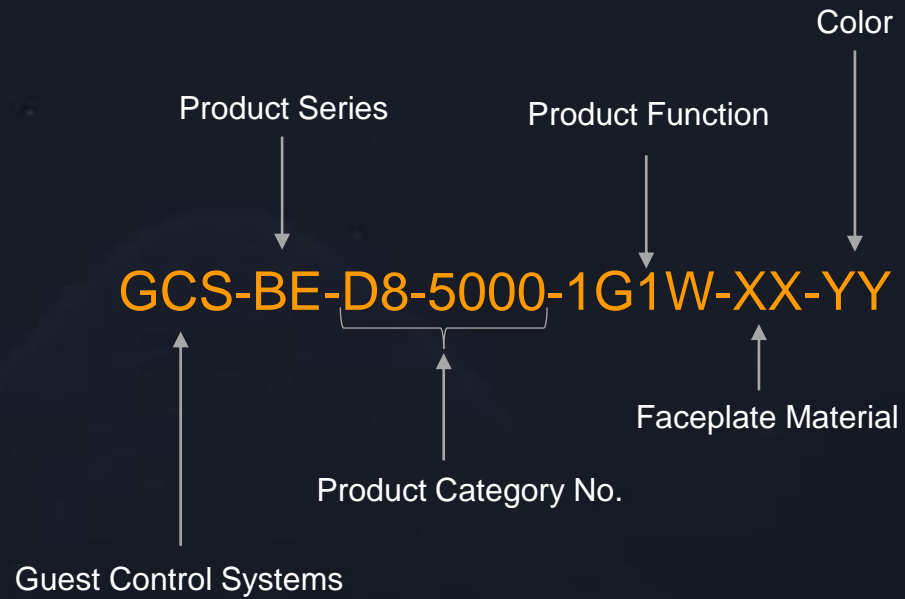 Color
Product Series
Product Function
GCS-BE-D8-5000-1G1W-XX-YY
Faceplate Material
Product Category No.
Guest Control Systems